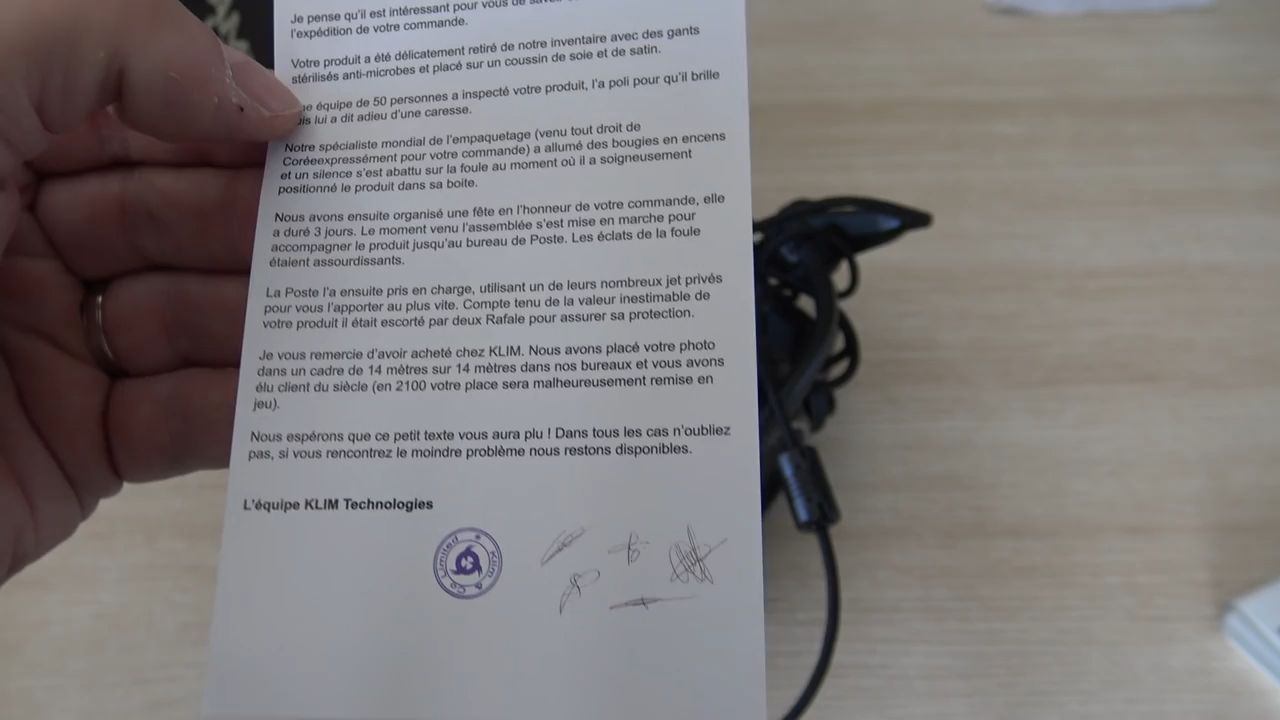 Je pense qu'il est intéressant pour vous de
l'expédition de votre commande.
Votre produit a été délicatement retiré de notre inventaire avec des gants
stérilisés anti-microbes et placé sur un coussin de soie et de satin.
équipe de 50 personnes a inspecté votre produit, l'a poli pour qu'il brille
lui a dit adieu d'une caresse.
Notre spécialiste mondial de l'empaquetage (venu tout droit de
Coréeexpressément pour votre commande) a allumé des bougies en encens
et un silence s'est abattu sur la foule au moment où il a soigneusement
positionné le produit dans sa boite.
Nous avons ensuite organisé une fête en l'honneur de votre commande, elle
a duré 3 jours. Le moment venu l'assemblée s'est mise en marche pour
accompagner le produit jusqu'au bureau de Poste. Les éclats de la foule
étaient assourdissants.
La Poste l'a ensuite pris en charge, utilisant un de leurs nombreux jet privés
pour vous l'apporter au plus vite. Compte tenu de la valeur inestimable de
votre produit il était escorté par deux Rafale pour assurer sa protection.
Je vous remercie d'avoir acheté chez KLIM. Nous avons placé votre photo
dans un cadre de 14 mètres sur 14 mètres dans nos bureaux et vous avons
élu client du siècle (en 2100 votre place sera malheureusement remise en
jeu).
Nous espérons que ce petit texte vous aura plu ! Dans tous les cas n'oubliez
pas, si vous rencontrez le moindre problème nous restons disponibles.
L'équipe KLIM Technologies
Klim & Co Limited